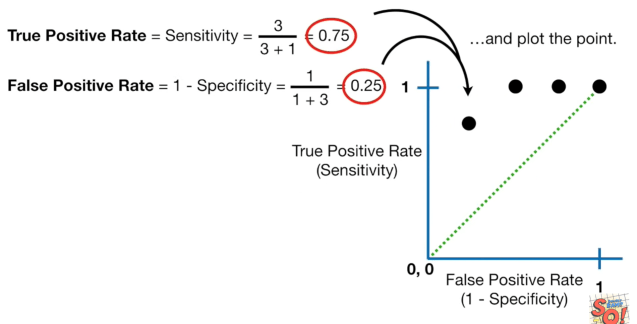 True Positive Rate = Sensitivity = 3 / 3 + 1 = 0.75
…and plot the point.
False Positive Rate = 1 - Specificity = 1 / 1 + 3 = 0.25
1
True Positive Rate
(Sensitivity)
0, 0
False Positive Rate
(1 - Specificity)
1
SQ!